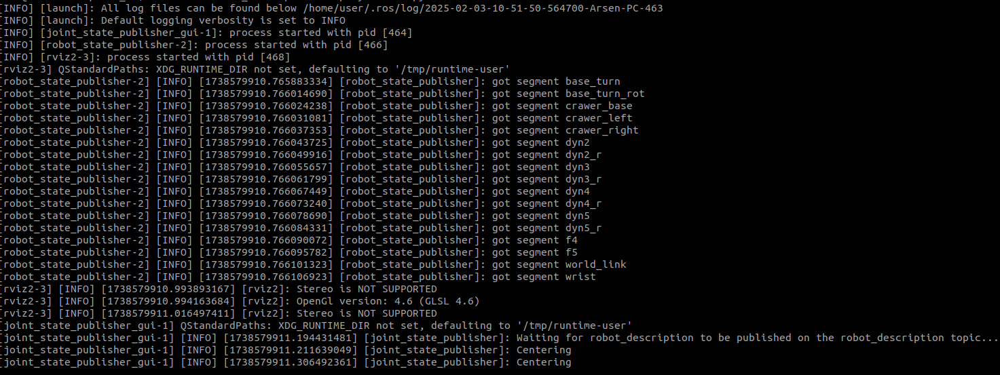 [INFO] [launch]: All log files can be found below /home/user/.ros/log/2025-02-03-10-51-50-564700-Arsen-PC-463
[INFO] [launch]: Default logging verbosity is set to INFO
[INFO] [joint_state_publisher_gui-1]: process started with pid [464]
[INFO] [robot_state_publisher-2]: process started with pid [466]
[INFO] [rviz2-3]: process started with pid [468]
[rviz2-3] QStandardPaths: XDG_RUNTIME_DIR not set, defaulting to '/tmp/runtime-user'
[robot_state_publisher-2] [INFO] [1738579910.765883334] [robot_state_publisher]: got segment base_turn
[robot_state_publisher-2] [INFO] [1738579910.766014690] [robot_state_publisher]: got segment base_turn_rot
[robot_state_publisher-2] [INFO] [1738579910.766024238] [robot_state_publisher]: got segment crawer_base
[robot_state_publisher-2] [INFO] [1738579910.766031081] [robot_state_publisher]: got segment crawer_left
[robot_state_publisher-2] [INFO] [1738579910.766037353] [robot_state_publisher]: got segment crawer_right
[robot_state_publisher-2] [INFO] [1738579910.766043725] [robot_state_publisher]: got segment dyn2
[robot_state_publisher-2] [INFO] [1738579910.766049916] [robot_state_publisher]: got segment dyn2_r
[robot_state_publisher-2] [INFO] [1738579910.766055657] [robot_state_publisher]: got segment dyn3
[robot_state_publisher-2] [INFO] [1738579910.766061799] [robot_state_publisher]: got segment dyn3_r
[robot_state_publisher-2] [INFO] [1738579910.766067449] [robot_state_publisher]: got segment dyn4
[robot_state_publisher-2] [INFO] [1738579910.766073240] [robot_state_publisher]: got segment dyn4_r
[robot_state_publisher-2] [INFO] [1738579910.766078690] [robot_state_publisher]: got segment dyn5
[robot_state_publisher-2] [INFO] [1738579910.766084331] [robot_state_publisher]: got segment dyn5_r
[robot_state_publisher-2] [INFO] [1738579910.766090072] [robot_state_publisher]: got segment f4
[robot_state_publisher-2] [INFO] [1738579910.766095782] [robot_state_publisher]: got segment f5
[robot_state_publisher-2] [INFO] [1738579910.766101323] [robot_state_publisher]: got segment world_link
[robot_state_publisher-2] [INFO] [1738579910.766106923] [robot_state_publisher]: got segment wrist
[rviz2-3] [INFO] [1738579910.993893167] [rviz2]: Stereo is NOT SUPPORTED
[rviz2-3] [INFO] [1738579910.994163684] [rviz2]: OpenGl version: 4.6 (GLSL 4.6)
[rviz2-3] [INFO] [1738579911.016497411] [rviz2]: Stereo is NOT SUPPORTED
[joint_state_publisher_gui-1] QStandardPaths: XDG_RUNTIME_DIR not set, defaulting to '/tmp/runtime-user'
[joint_state_publisher_gui-1] [INFO] [1738579911.194431481] [joint_state_publisher]: Waiting for robot_description to be published on the robot_description topic...
[joint_state_publisher_gui-1] [INFO] [1738579911.211639049] [joint_state_publisher]: Centering
[joint_state_publisher_gui-1] [INFO] [1738579911.306492361] [joint_state_publisher]: Centering